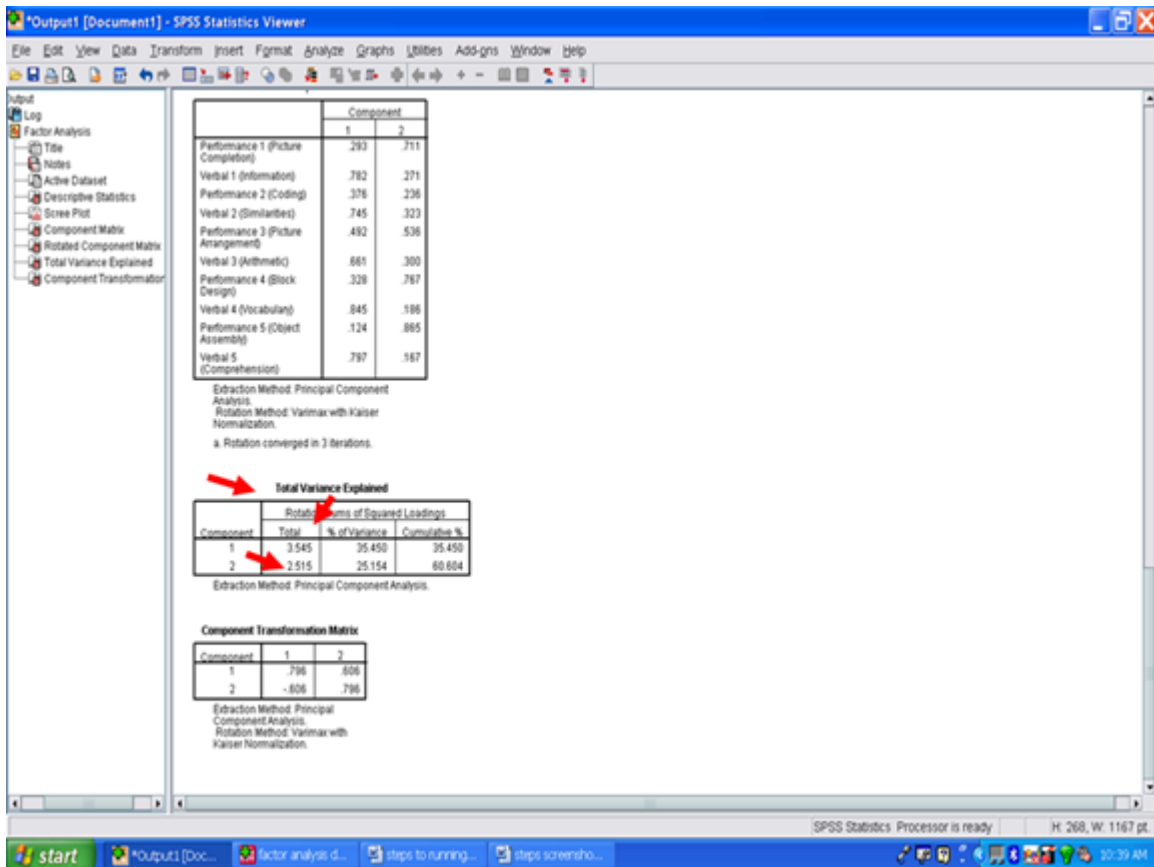 *Output1 [Document1] - SPSS Statistics Viewer
File Edit View Data Transform Insert Format Analyze Graphs Utilities Add-ons Window Help
Log
Factor Analysis
Title
Notes
Active Dataset
Descriptive Statistics
Scree Plot
Component Matrix
Rotated Component Matrix
Total Variance Explained
Component Transformation
Component
1 2
Performance 1 (Picture
Completion) .293 .711
Verbal 1 (Information) .782 .271
Performance 2 (Coding) .376 .236
Verbal 2 (Similarities) .745 .323
Performance 3 (Picture
Arrangement) .492 .536
Verbal 3 (Arithmetic) .661 .300
Performance 4 (Block
Design) .328 .767
Verbal 4 (Vocabulary) .845 .186
Performance 5 (Object
Assembly) .124 .865
Verbal 5
(Comprehension) .797 .167
Extraction Method: Principal Component
Analysis.
Rotation Method: Varimax with Kaiser
Normalization.
a. Rotation converged in 3 iterations.
Total Variance Explained
Component Sums of Squared Loadings
Total % of Variance Cumulative %
1 3.545 35.450 35.450
2 2.515 25.154 60.604
Extraction Method: Principal Component Analysis.
Component Transformation Matrix
Component 1 2
1 .796 .606
2 -.606 .796
Extraction Method: Principal
Component Analysis.
Rotation Method: Varimax with
Kaiser Normalization.
SPSS Statistics Processor is ready H: 268, W: 1167 pt.
start *Output1 [Doc... factor analysis d... steps to running... steps screensho... 10:39 AM